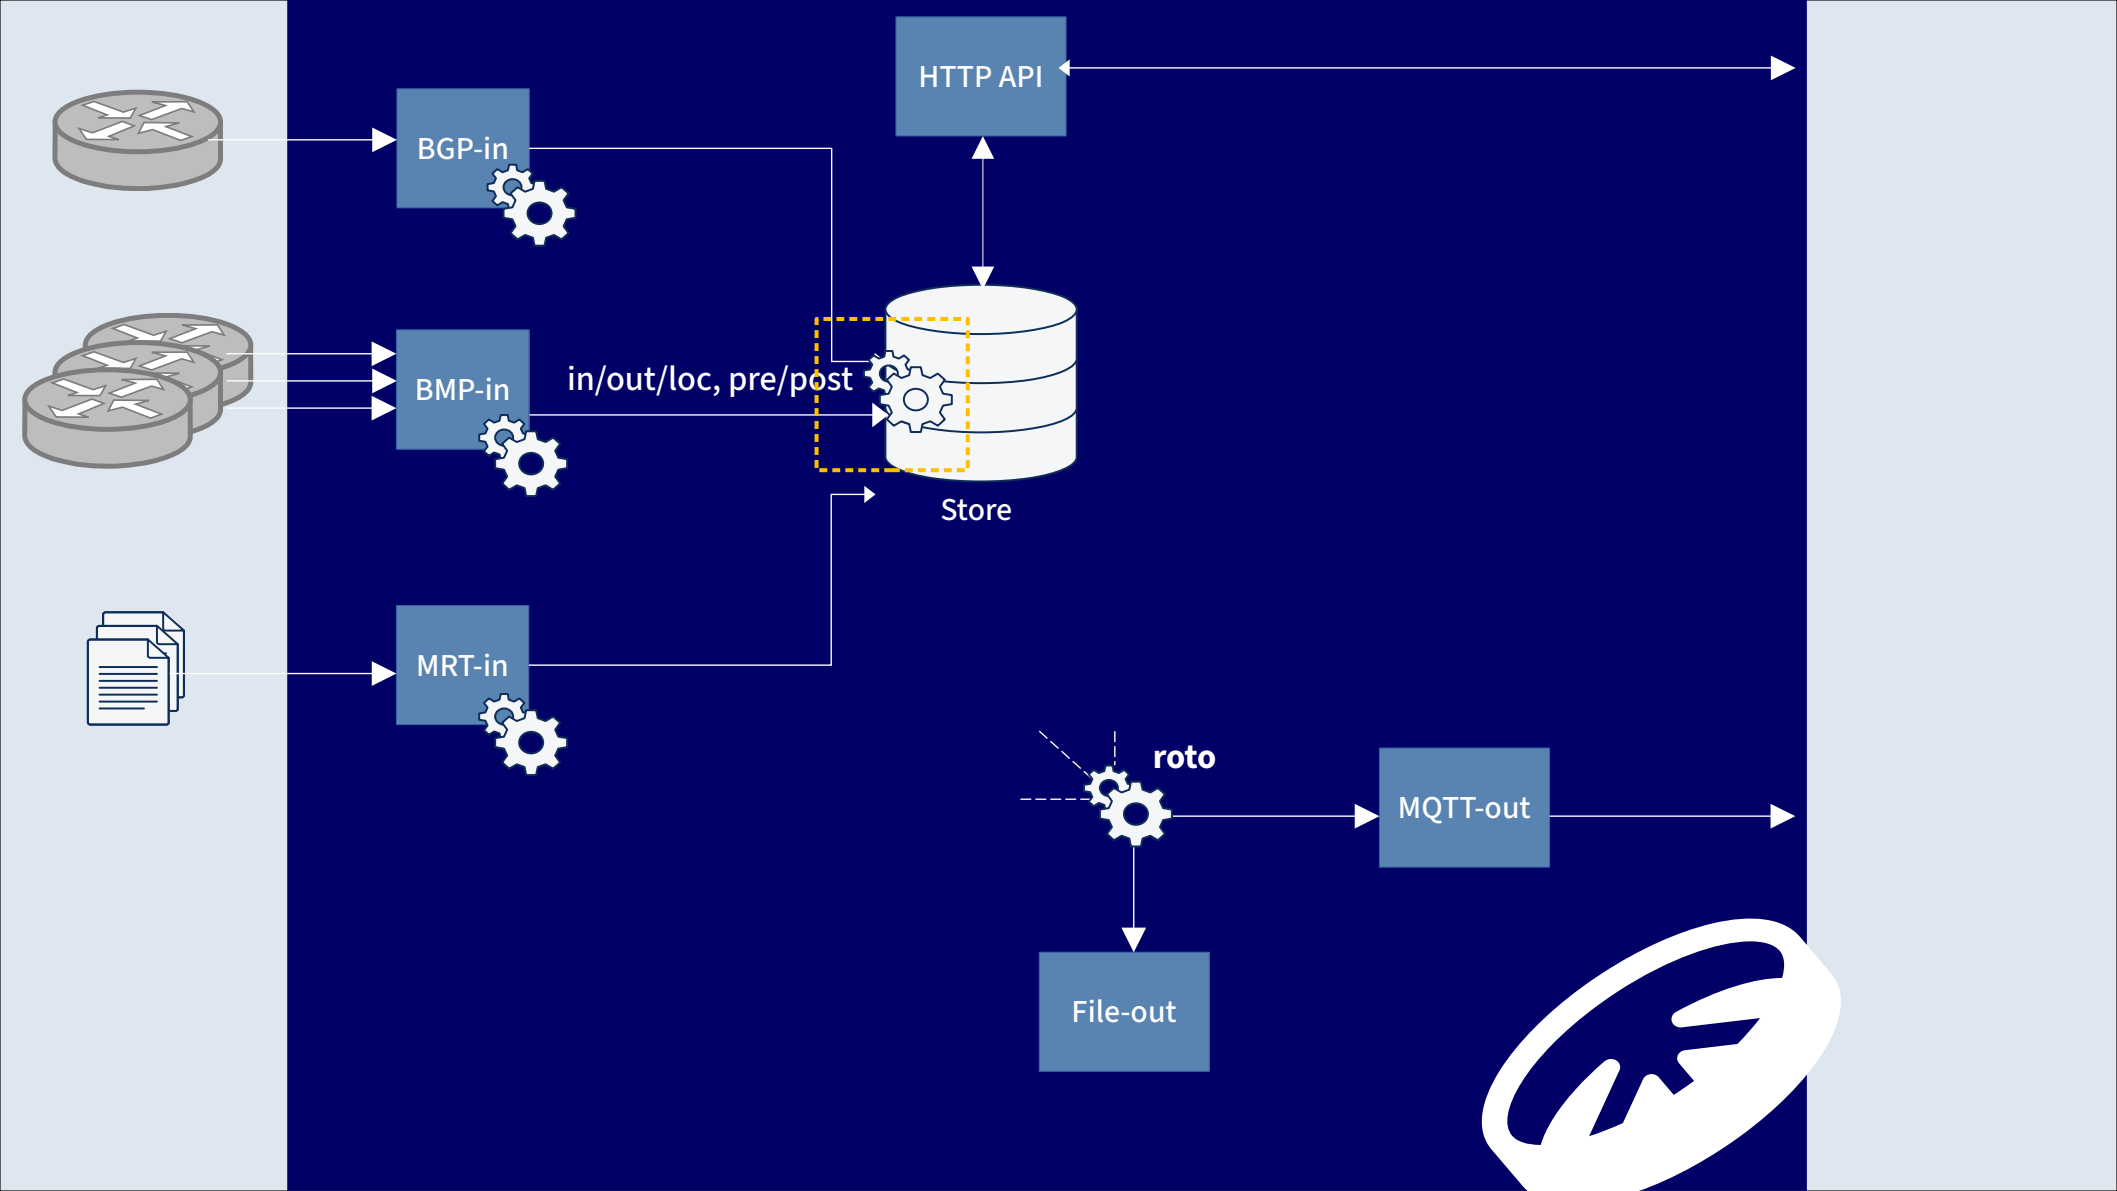 HTTP API
BGP-in
BMP-in
in/out/loc, pre/post
Store
MRT-in
roto
MQTT-out
File-out